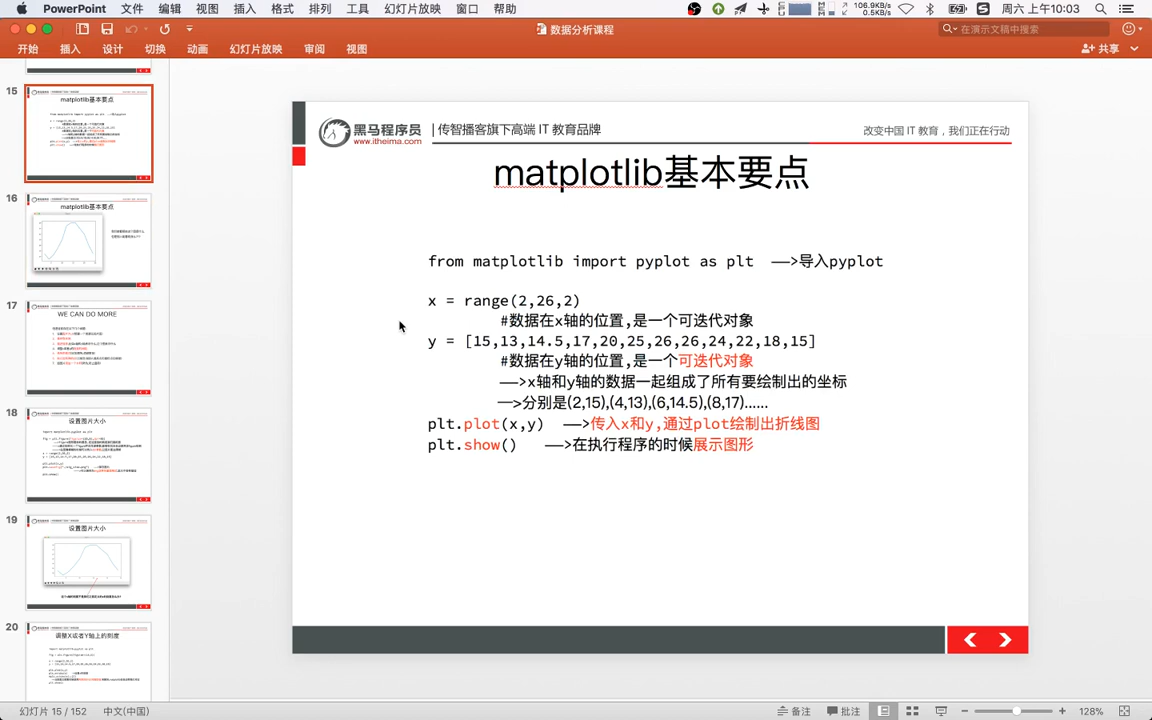 PowerPoint 文件 编辑 视图 插入 格式 排列 工具 幻灯片放映 窗口 帮助 106.9KB/s 0.5KB/s 周六 上午10:03
数据分析课程 在演示文稿中搜索
开始 插入 设计 切换 动画 幻灯片放映 审阅 视图 共享
15
matplotlib基本要点
16
matplotlib基本要点
17
WE CAN DO MORE
18
设置图片大小
19
设置图片大小
20
调整X或者Y轴上的刻度
黑马程序员 www.itheima.com 传智播客旗下高端 IT 教育品牌 改变中国 IT 教育，我们正在行动
matplotlib基本要点
from matplotlib import pyplot as plt ——>导入pyplot
x = range(2,26,2)
#数据在x轴的位置,是一个可迭代对象
y = [15,13,14.5,17,20,25,26,26,24,22,18,15]
#数据在y轴的位置,是一个可迭代对象
——>x轴和y轴的数据一起组成了所有要绘制出的坐标
——>分别是(2,15),(4,13),(6,14.5),(8,17)......
plt.plot(x,y) ——>传入x和y,通过plot绘制出折线图
plt.show() ——>在执行程序的时候展示图形
幻灯片 15 / 152 中文(中国) 备注 批注 128%